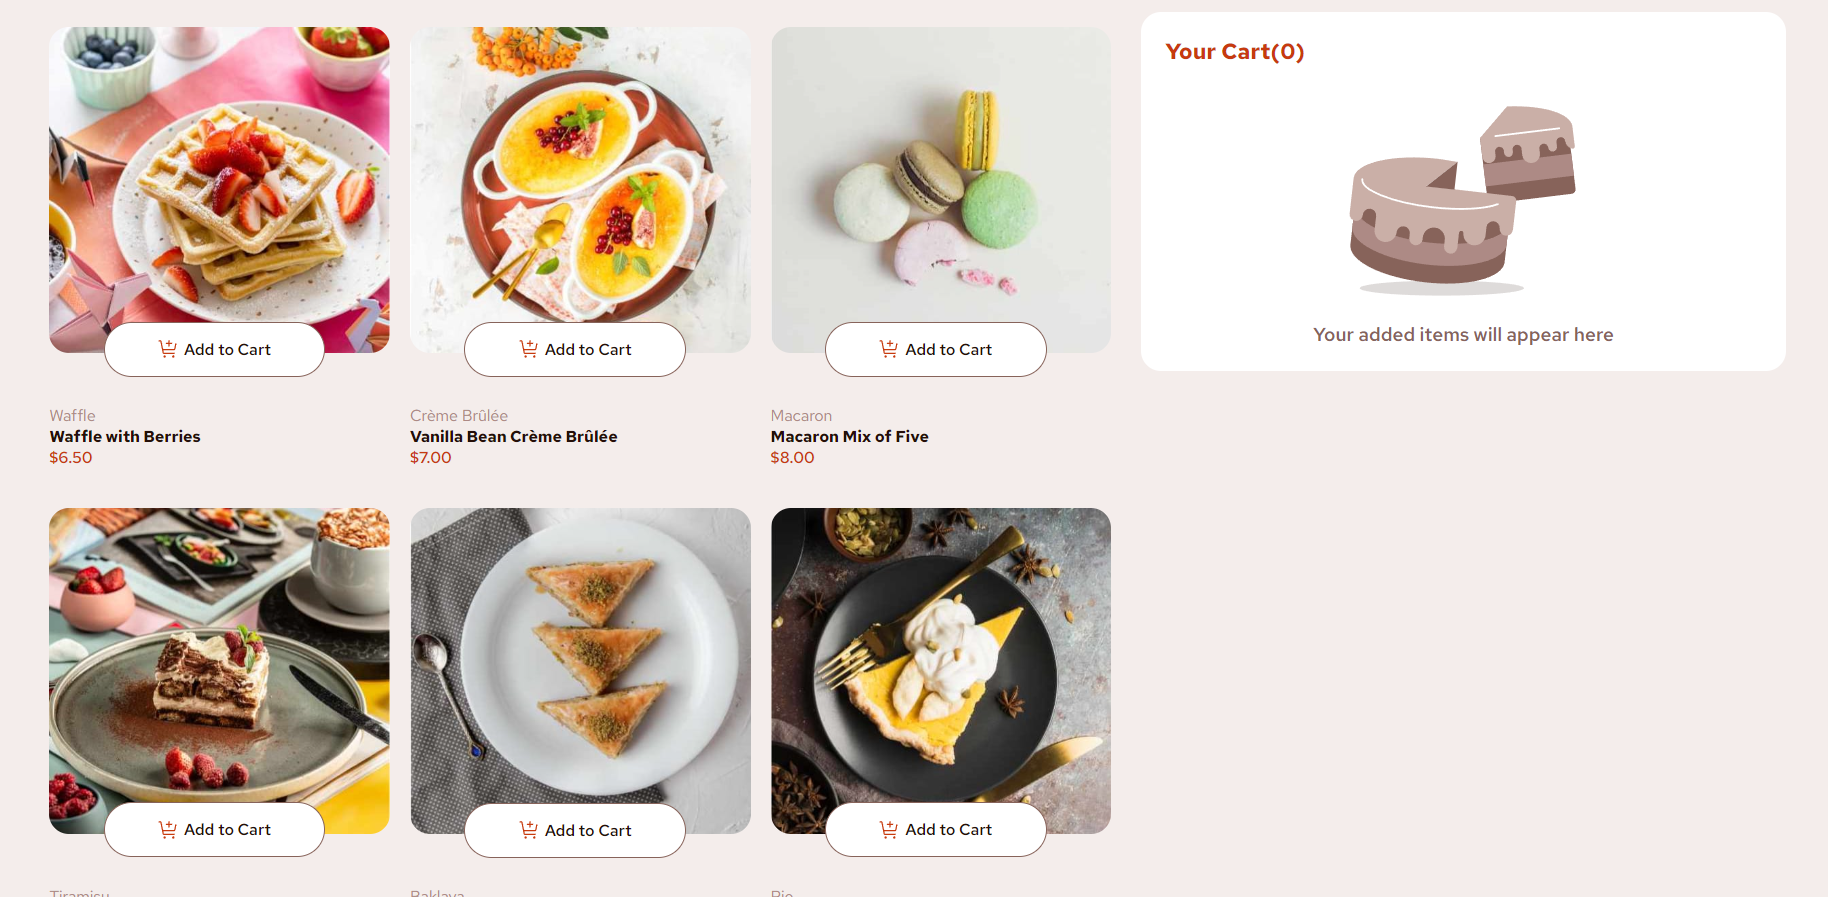 Your Cart(0)
Your added items will appear here
Add to Cart
Add to Cart
Add to Cart
Waffle
Waffle with Berries
$6.50
Crème Brûlée
Vanilla Bean Crème Brûlée
$7.00
Macaron
Macaron Mix of Five
$8.00
Add to Cart
Add to Cart
Add to Cart
Tiramisu
Baklava
Pie